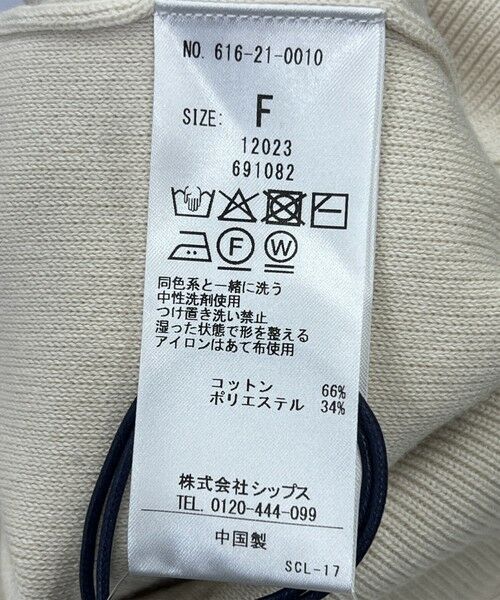 NO. 616-21-0010
SIZE: F
12023
691082
F W
同色系と一緒に洗う
中性洗剤使用
つけ置き洗い禁止
湿った状態で形を整える
アイロンはあて布使用
コットン 66%
ポリエステル 34%
株式会社シップス
TEL. 0120-444-099
中国製
SCL-17